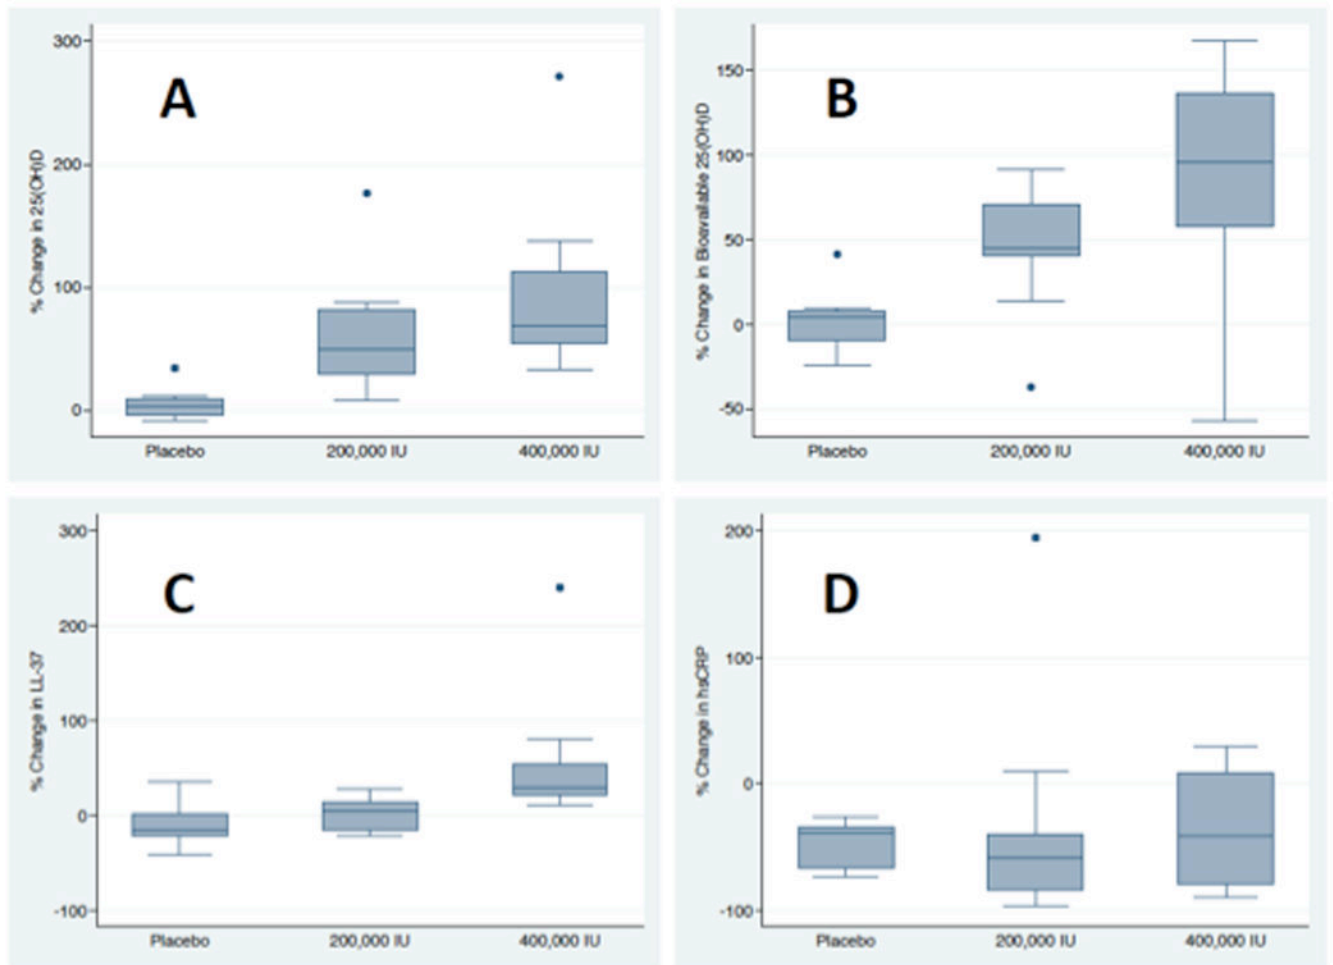 A
% Change in 25(OH)D
300
200
100
0
Placebo 200,000 IU 400,000 IU
B
% Change in Bioavailable 25(OH)D
150
100
50
0
-50
Placebo 200,000 IU 400,000 IU
C
% Change in LL-37
300
200
100
0
-100
Placebo 200,000 IU 400,000 IU
D
% Change in hsCRP
200
100
0
-100
Placebo 200,000 IU 400,000 IU